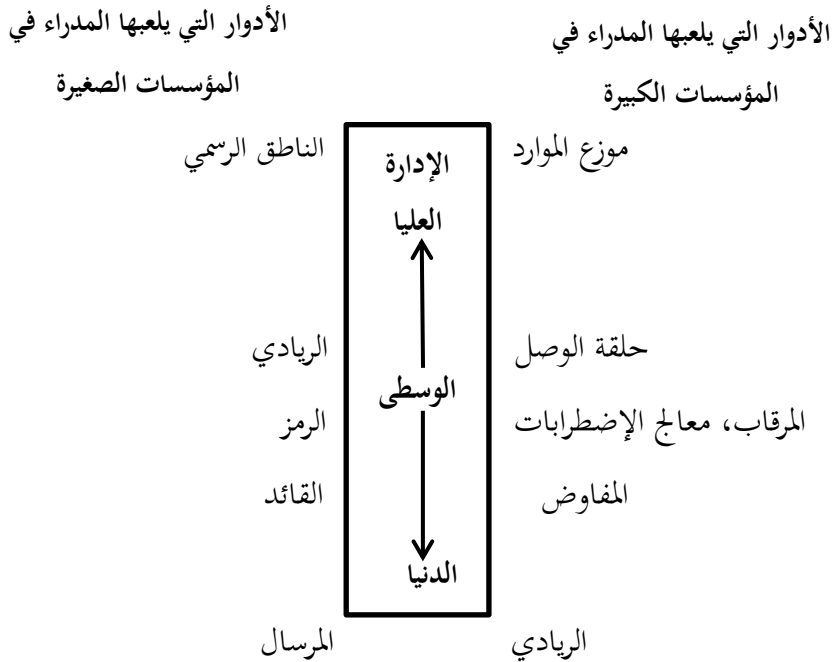 الأدوار التي يلعبها المدراء في
المؤسسات الكبيرة
الأدوار التي يلعبها المدراء في
المؤسسات الصغيرة
موزع الموارد
الإدارة
الناطق الرسمي
العليا
حلقة الوصل
الريادي
الوسطى
المرقاب، معالج الإضطرابات
الرمز
المفاوض
القائد
الدنيا
الريادي
المرسال